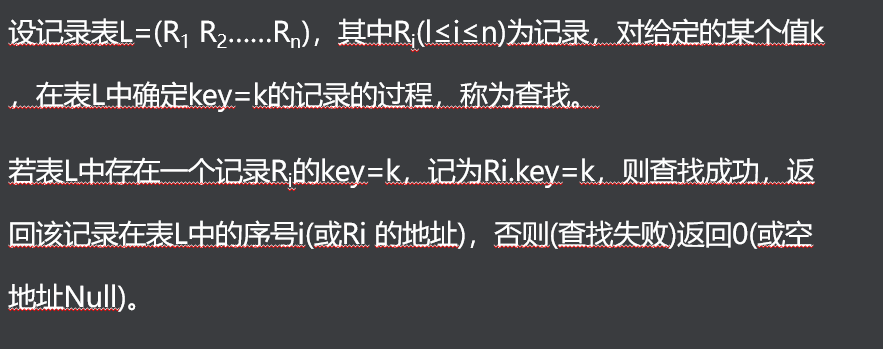 设记录表L=(R1 R2……Rn)，其中Ri(l≤i≤n)为记录，对给定的某个值k
，在表L中确定key=k的记录的过程，称为查找。
若表L中存在一个记录Ri的key=k，记为Ri.key=k，则查找成功，返
回该记录在表L中的序号i(或Ri 的地址)，否则(查找失败)返回0(或空
地址Null)。